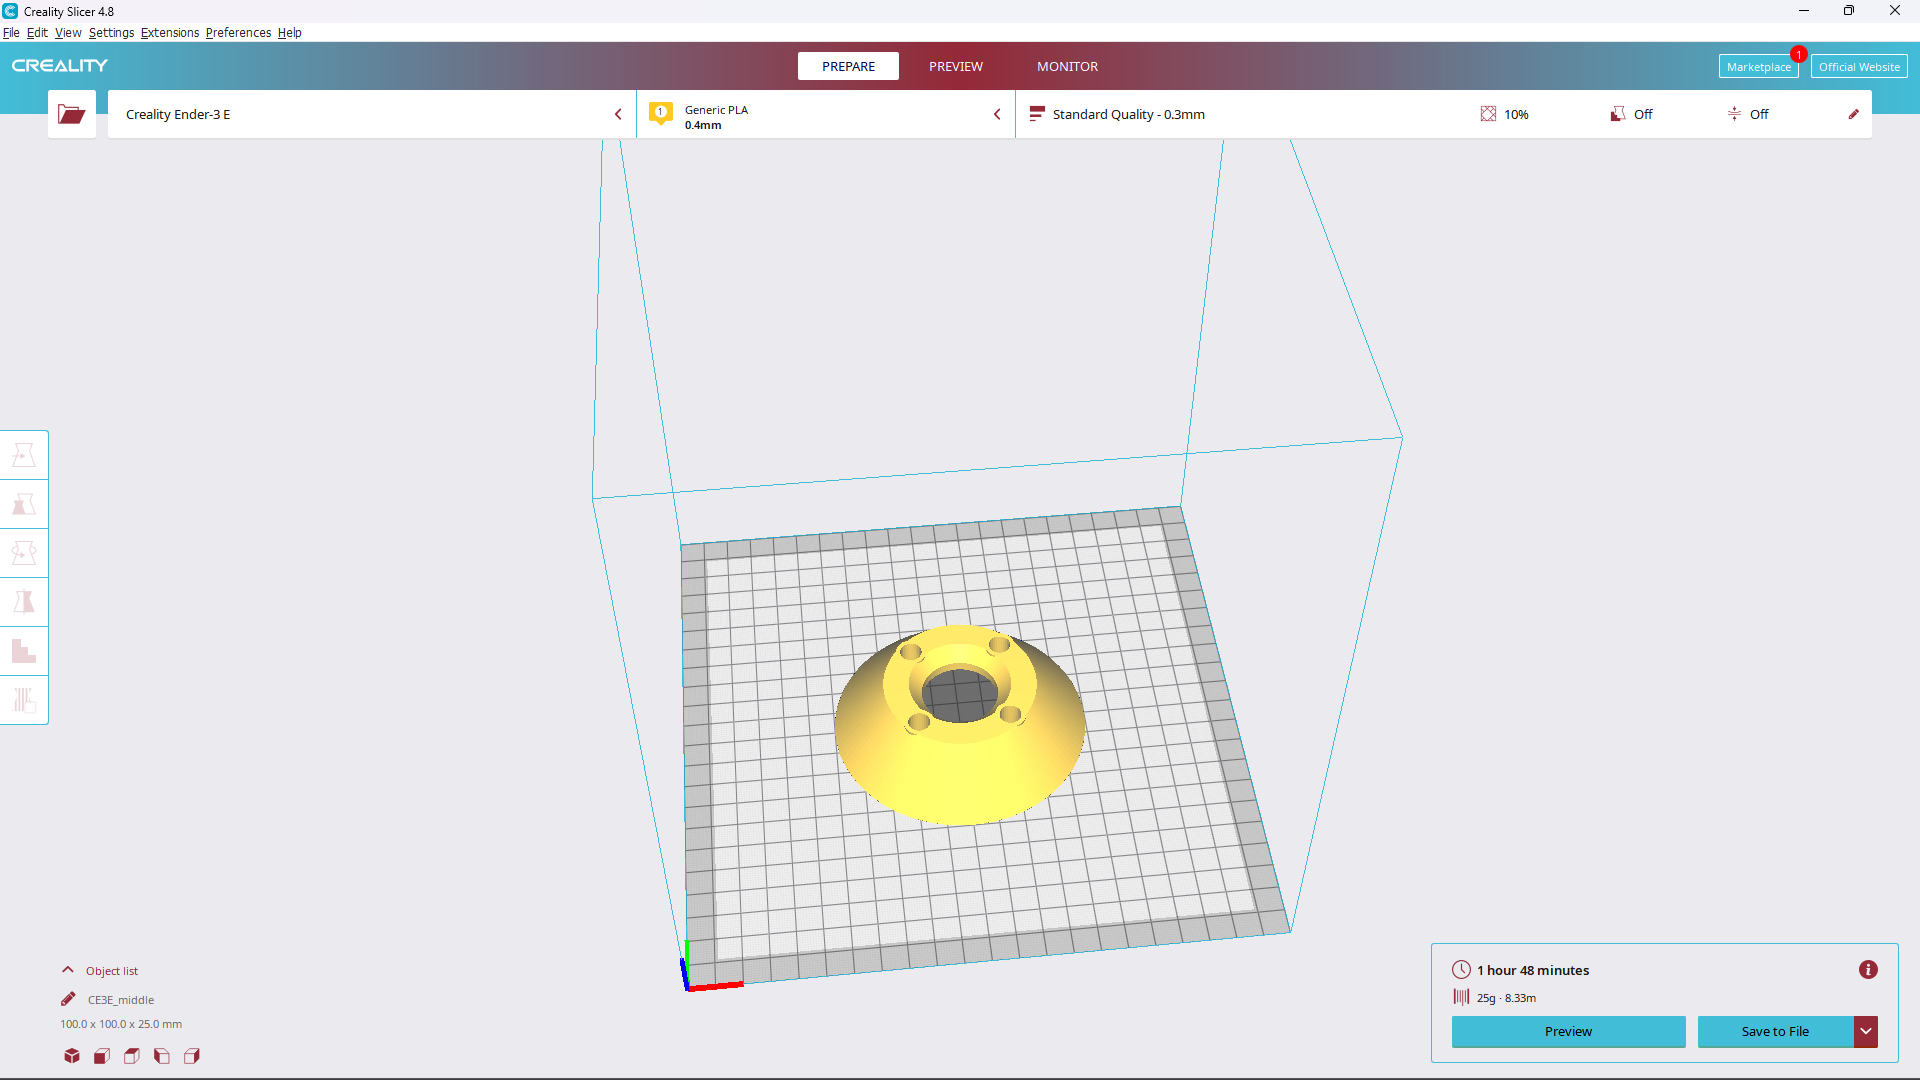 Creality Slicer 4.8
File Edit View Settings Extensions Preferences Help
CREALITY
PREPARE PREVIEW MONITOR
Marketplace 1 Official Website
Creality Ender-3 E
1 Generic PLA
0.4mm
Standard Quality - 0.3mm 10% Off Off
Object list
CE3E_middle
100.0 x 100.0 x 25.0 mm
1 hour 48 minutes
25g · 8.33m
Preview Save to File